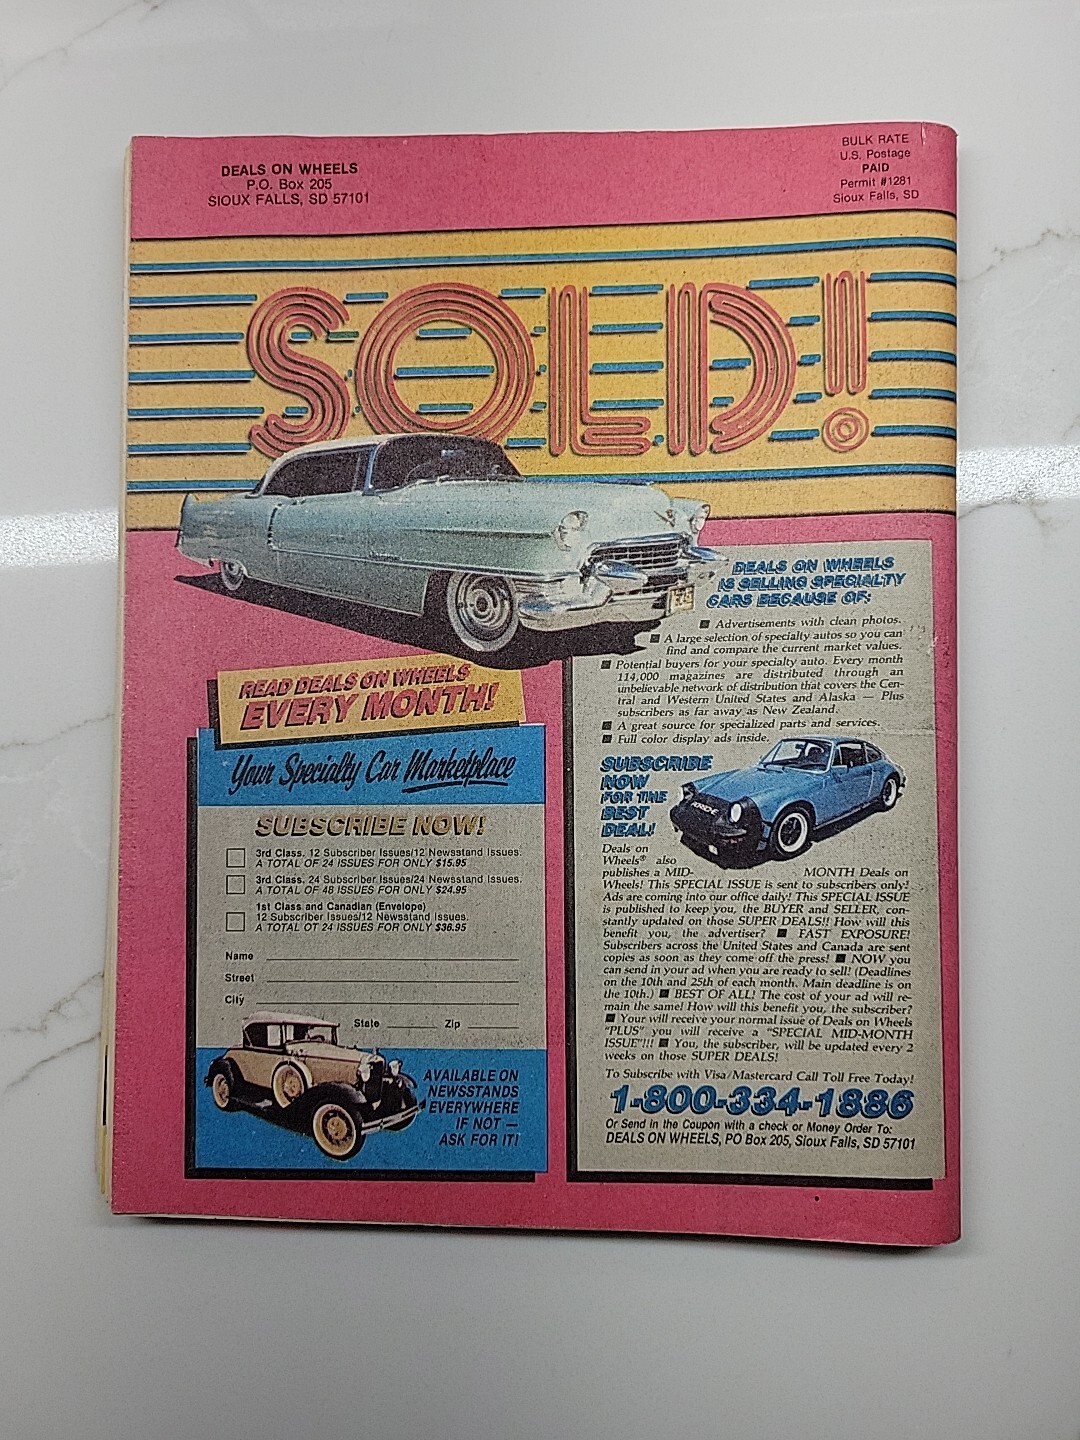 DEALS ON WHEELS
P.O. Box 205
SIOUX FALLS, SD 57101
BULK RATE
U.S. Postage
PAID
Permit #1281
Sioux Falls, SD
SOLD!
DEALS ON WHEELS
IS SELLING SPECIALTY
CARS BECAUSE OF:
■ Advertisements with clean photos.
■ A large selection of specialty autos so you can
find and compare the current market values.
■ Potential buyers for your specialty auto. Every month
114,000 magazines are distributed through an
unbelievable network of distribution that covers the Cen-
tral and Western United States and Alaska — Plus
subscribers as far away as New Zealand.
■ A great source for specialized parts and services.
■ Full color display ads inside.
READ DEALS ON WHEELS
EVERY MONTH!
Your Specialty Car Marketplace
SUBSCRIBE NOW!
3rd Class. 12 Subscriber Issues/12 Newsstand Issues.
A TOTAL OF 24 ISSUES FOR ONLY $15.95
3rd Class. 24 Subscriber Issues/24 Newsstand Issues.
A TOTAL OF 48 ISSUES FOR ONLY $24.95
1st Class and Canadian (Envelope)
12 Subscriber Issues/12 Newsstand Issues.
A TOTAL OT 24 ISSUES FOR ONLY $36.95
Name
Street
City
State Zip
AVAILABLE ON
NEWSSTANDS
EVERYWHERE
IF NOT —
ASK FOR IT!
SUBSCRIBE
NOW
FOR THE
BEST
DEAL!
PORSCHE
Deals on
Wheels® also
publishes a MID-MONTH Deals on
Wheels! This SPECIAL ISSUE is sent to subscribers only!
Ads are coming into our office daily! This SPECIAL ISSUE
is published to keep you, the BUYER and SELLER, con-
stantly updated on those SUPER DEALS!! How will this
benefit you, the advertiser? ■ FAST EXPOSURE!
Subscribers across the United States and Canada are sent
copies as soon as they come off the press! ■ NOW you
can send in your ad when you are ready to sell! (Deadlines
on the 10th and 25th of each month. Main deadline is on
the 10th.) ■ BEST OF ALL! The cost of your ad will re-
main the same! How will this benefit you, the subscriber?
■ Your will receive your normal issue of Deals on Wheels
"PLUS" you will receive a "SPECIAL MID-MONTH
ISSUE"!!! ■ You, the subscriber, will be updated every 2
weeks on those SUPER DEALS!
To Subscribe with Visa/Mastercard Call Toll Free Today!
1-800-334-1886
Or Send in the Coupon with a check or Money Order To:
DEALS ON WHEELS, PO Box 205, Sioux Falls, SD 57101